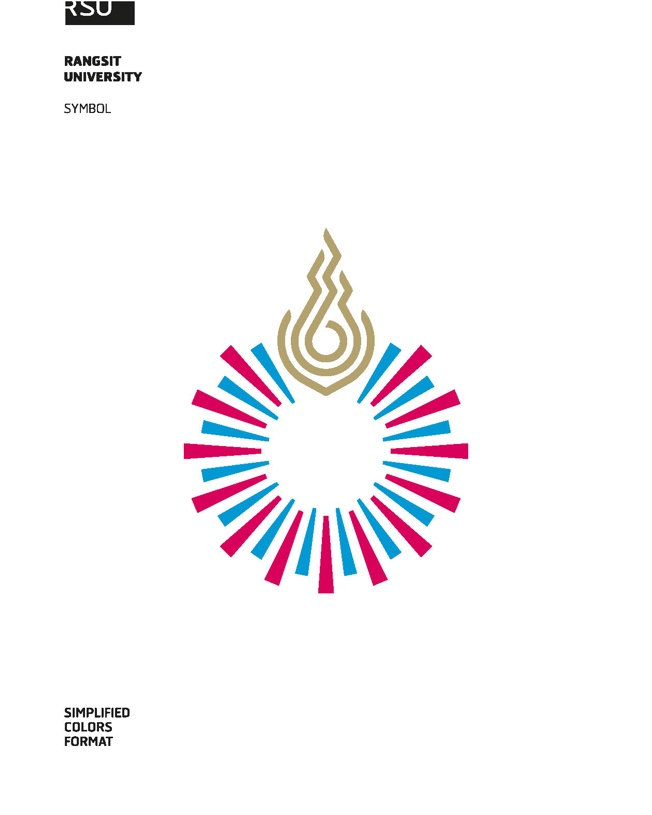 RSU
RANGSIT
UNIVERSITY
SYMBOL
SIMPLIFIED
COLORS
FORMAT